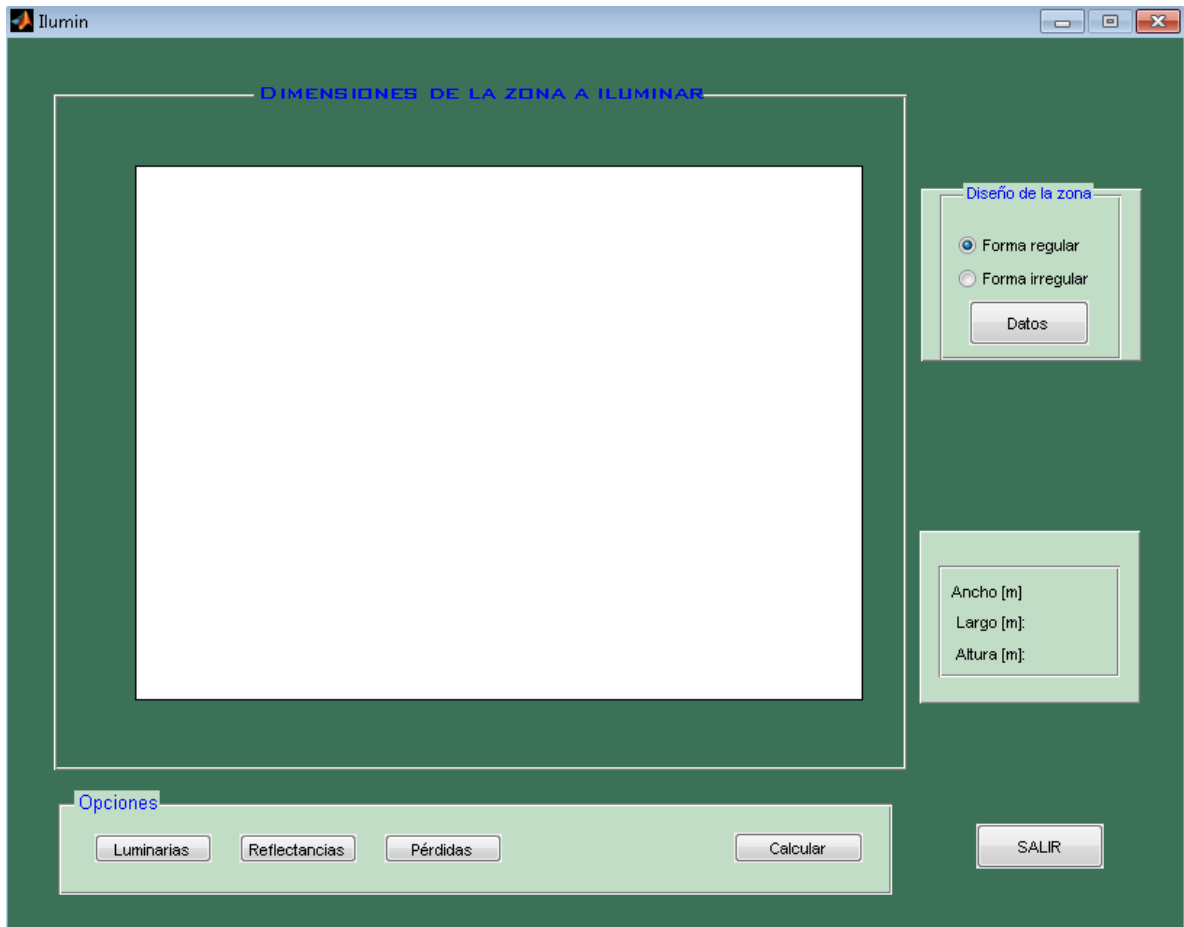 Ilumin
DIMENSIONES DE LA ZONA A ILUMINAR
Diseño de la zona
Forma regular
Forma irregular
Datos
Ancho [m]
Largo [m]:
Altura [m]:
Opciones
Luminarias
Reflectancias
Pérdidas
Calcular
SALIR